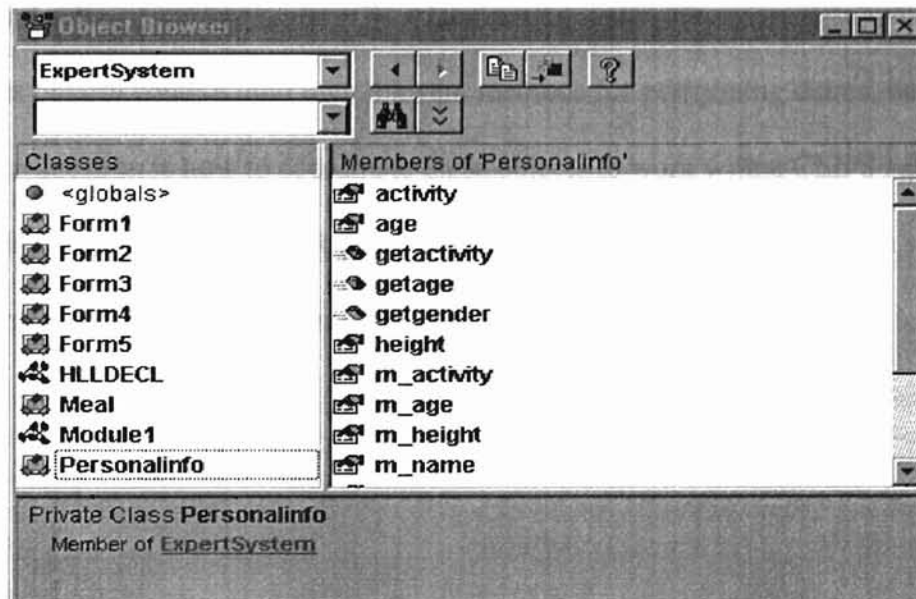 Object Browser
ExpertSystem
Classes
Members of 'Personalinfo'
<globals>
Form1
Form2
Form3
Form4
Form5
HLLDECL
Meal
Module1
Personalinfo
activity
age
getactivity
getage
getgender
height
m_activity
m_age
m_height
m_name
Private Class Personalinfo
Member of ExpertSystem